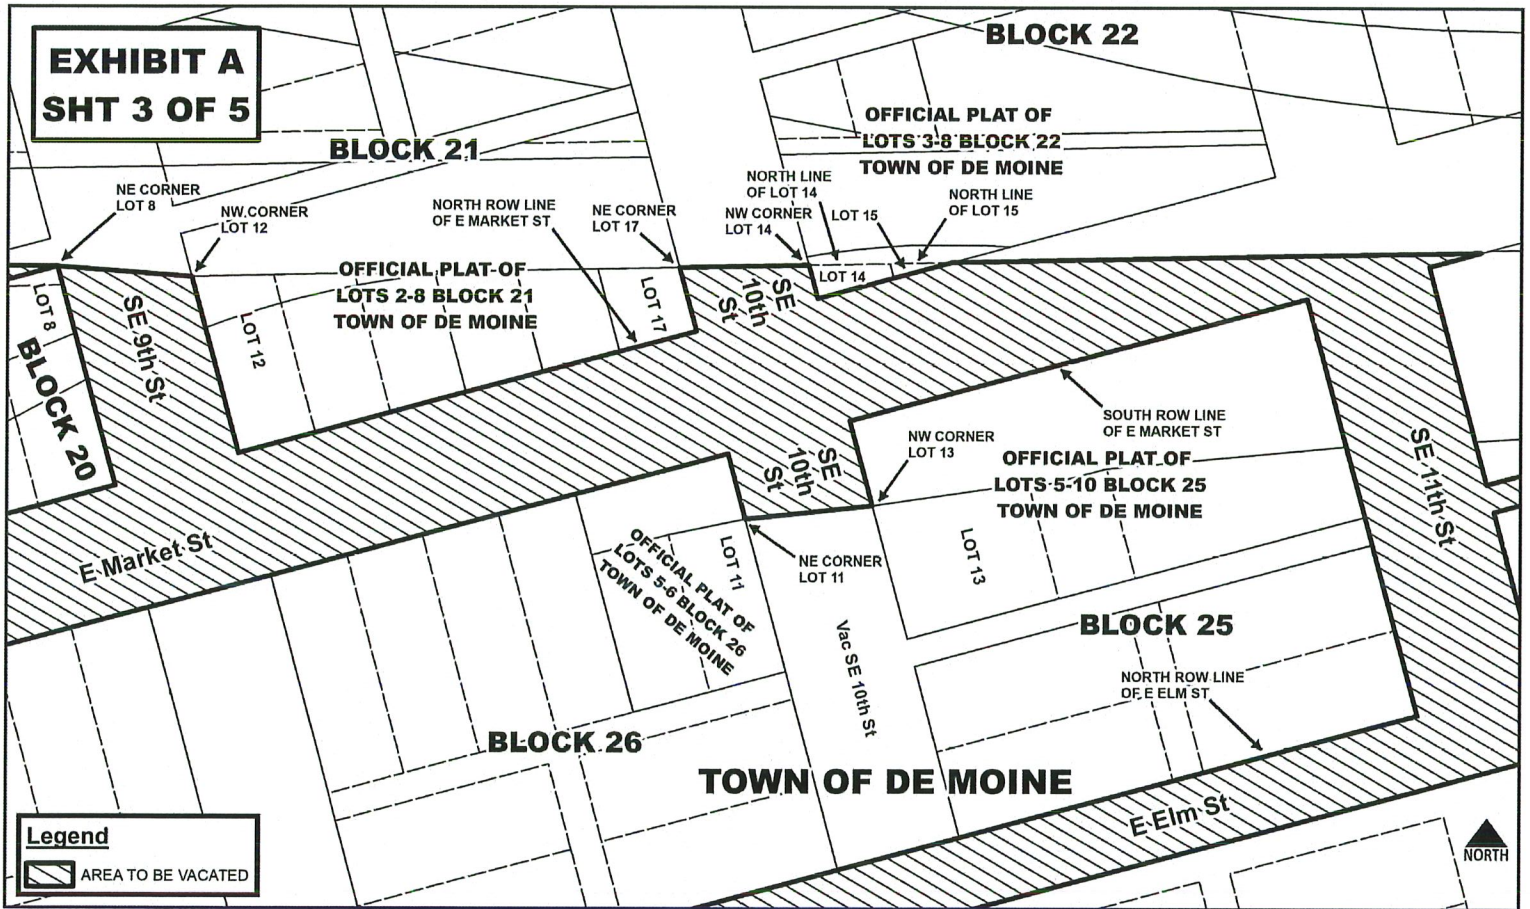 EXHIBIT A
SHT 3 OF 5
BLOCK 22
OFFICIAL PLAT OF
LOTS 3-8 BLOCK 22
TOWN OF DE MOINE
BLOCK 21
NE CORNER
LOT 8
NW CORNER
LOT 12
NORTH ROW LINE
OF E MARKET ST
NE CORNER
LOT 17
NORTH LINE
OF LOT 14
NW CORNER
LOT 14
LOT 15
NORTH LINE
OF LOT 15
OFFICIAL PLAT OF
LOTS 2-8 BLOCK 21
TOWN OF DE MOINE
LOT 8
BLOCK 20
SE 9th St
LOT 12
LOT 17
SE
10th
St
LOT 14
SOUTH ROW LINE
OF E MARKET ST
SE
10th
St
NW CORNER
LOT 13
OFFICIAL PLAT OF
LOTS 5-10 BLOCK 25
TOWN OF DE MOINE
SE 11th St
E Market St
OFFICIAL PLAT OF
LOTS 5-6 BLOCK 26
TOWN OF DE MOINE
LOT 11
NE CORNER
LOT 11
LOT 13
Vac SE 10th St
BLOCK 25
NORTH ROW LINE
OF E ELM ST
BLOCK 26
TOWN OF DE MOINE
E Elm St
Legend
AREA TO BE VACATED
NORTH